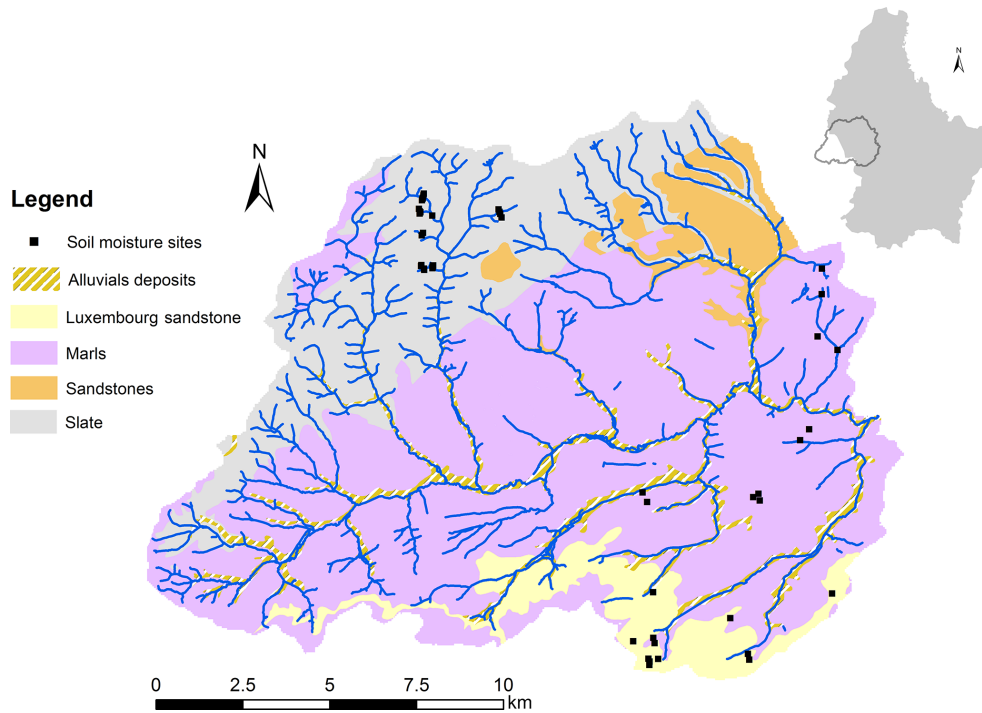 N
N
Legend
Soil moisture sites
Alluvials deposits
Luxembourg sandstone
Marls
Sandstones
Slate
0 2.5 5 7.5 10
km